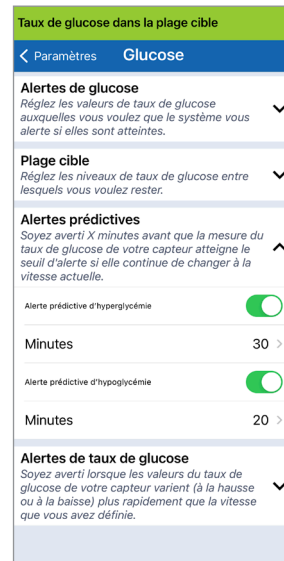 Taux de glucose dans la plage cible
Paramètres Glucose
Alertes de glucose
Réglez les valeurs de taux de glucose
auxquelles vous voulez que le système vous
alerte si elles sont atteintes.
Plage cible
Réglez les niveaux de taux de glucose entre
lesquels vous voulez rester.
Alertes prédictives
Soyez averti X minutes avant que la mesure du
taux de glucose de votre capteur atteigne le
seuil d'alerte si elle continue de changer à la
vitesse actuelle.
Alerte prédictive d'hyperglycémie
Minutes 30
Alerte prédictive d'hypoglycémie
Minutes 20
Alertes de taux de glucose
Soyez averti lorsque les valeurs du taux de
glucose de votre capteur varient (à la hausse
ou à la baisse) plus rapidement que la vitesse
que vous avez définie.